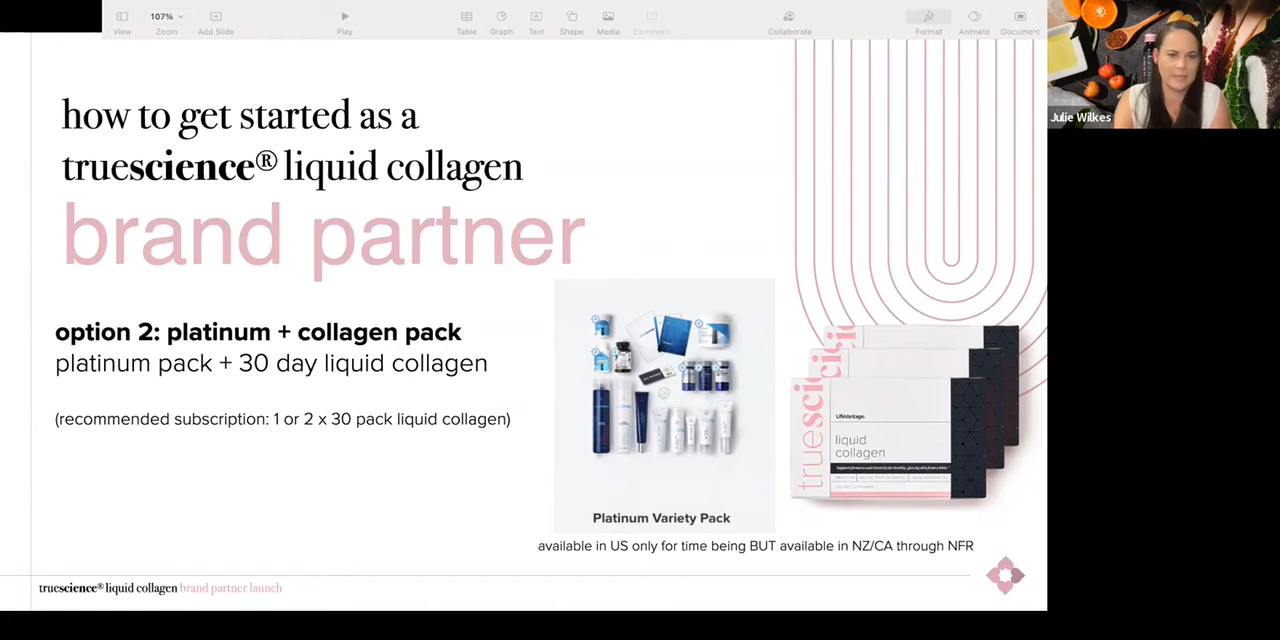 107%
View
Zoom
Add Slide
Play
Table
Graph
Text
Shape
Media
Comment
Collaborate
Format
Animate
Document
Julie Wilkes
how to get started as a
truescience® liquid collagen
brand partner
option 2: platinum + collagen pack
platinum pack + 30 day liquid collagen
(recommended subscription: 1 or 2 x 30 pack liquid collagen)
Platinum Variety Pack
truesci
LifeVantage.
liquid
collagen
available in US only for time being BUT available in NZ/CA through NFR
truescience® liquid collagen brand partner launch